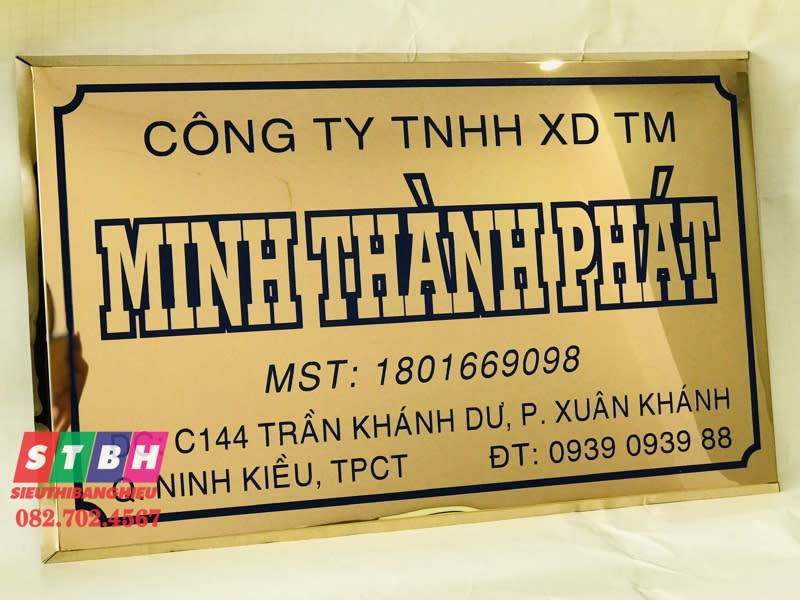 CÔNG TY TNHH XD TM
MINH THÀNH PHÁT
MST: 1801669098
ĐC: C144 TRẦN KHÁNH DƯ, P. XUÂN KHÁNH
Q. NINH KIỀU, TPCT ĐT: 0939 0939 88
STBH
SIEUTHIBANGHIEU
082.702.4567